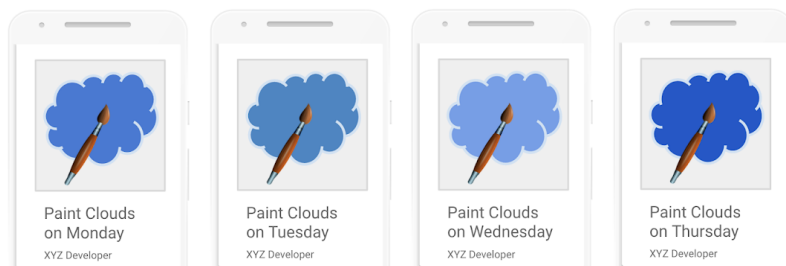 Paint Clouds
on Monday
XYZ Developer
Paint Clouds
on Tuesday
XYZ Developer
Paint Clouds
on Wednesday
XYZ Developer
Paint Clouds
on Thursday
XYZ Developer